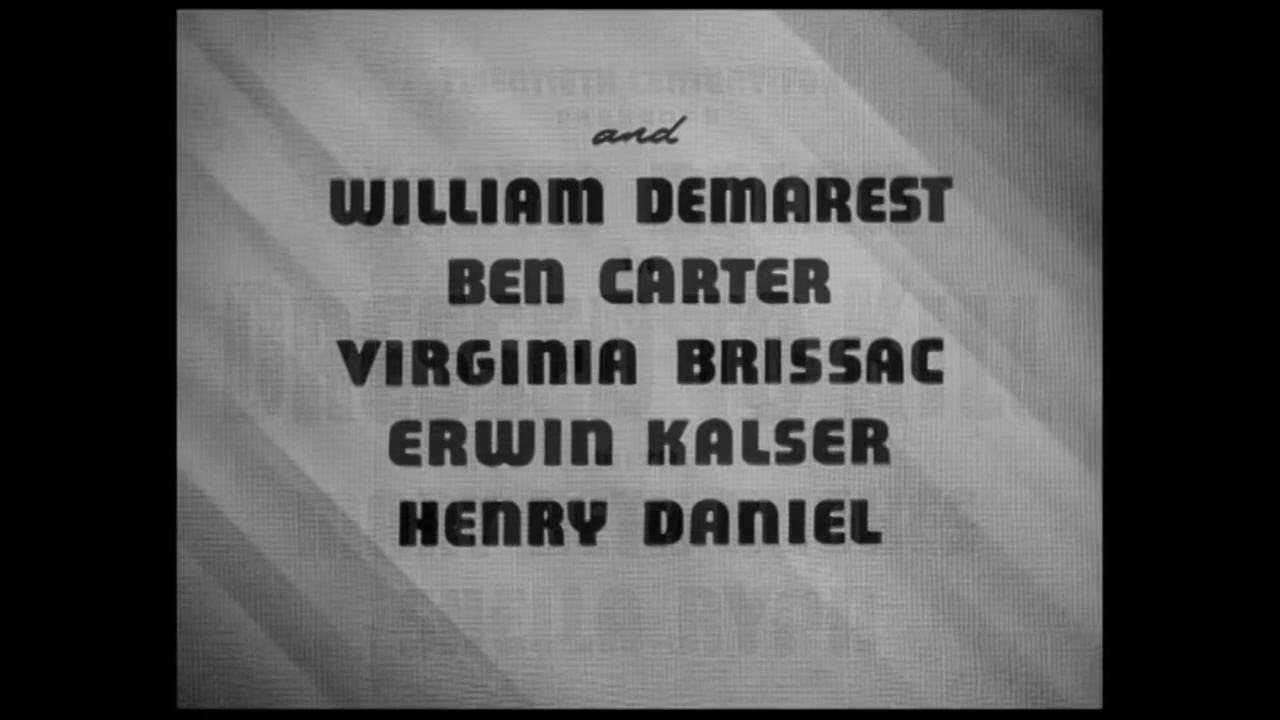 and
WILLIAM DEMAREST
BEN CARTER
VIRGINIA BRISSAC
ERWIN KALSER
HENRY DANIEL